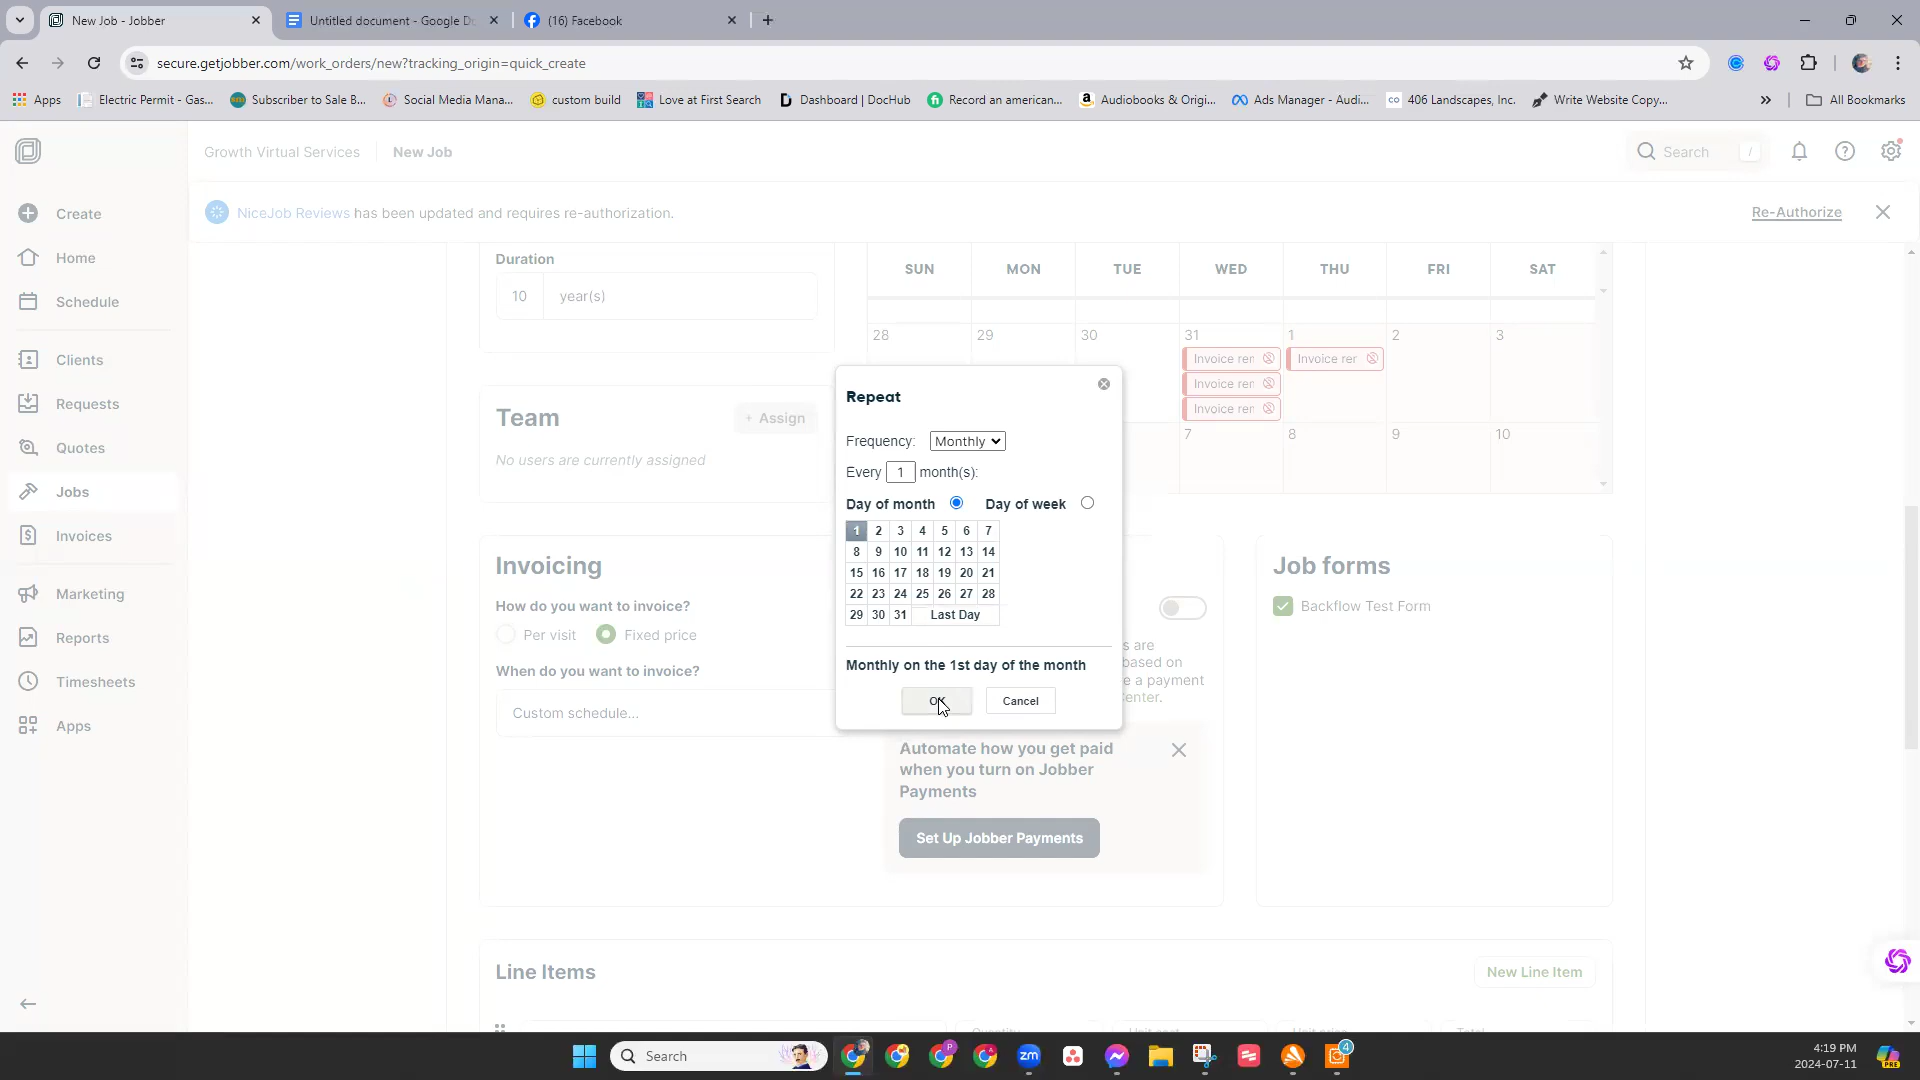 New Job - Jobber
Untitled document - Google D
(16) Facebook
secure.getjobber.com/work_orders/new?tracking_origin=quick_create
Apps
Electric Permit - Gas...
Subscriber to Sale B...
Social Media Mana...
custom build
Love at First Search
Dashboard | DocHub
Record an american...
Audiobooks & Origi...
Ads Manager - Audi...
406 Landscapes, Inc.
Write Website Copy...
All Bookmarks
Growth Virtual Services
New Job
Search /
NiceJob Reviews has been updated and requires re-authorization.
Re-Authorize
Create
Home
Schedule
Clients
Requests
Quotes
Jobs
Invoices
Marketing
Reports
Timesheets
Apps
Duration
10 year(s)
SUN MON TUE WED THU FRI SAT
28 29 30 31 1 2 3
Invoice rer Invoice rer
Invoice rer
Invoice rer
7 8 9 10
Team
+ Assign
No users are currently assigned
Repeat
Frequency: Monthly
Every 1 month(s):
Day of month Day of week
1 2 3 4 5 6 7
8 9 10 11 12 13 14
15 16 17 18 19 20 21
22 23 24 25 26 27 28
29 30 31 Last Day
Monthly on the 1st day of the month
OK Cancel
Invoicing
How do you want to invoice?
Per visit Fixed price
When do you want to invoice?
Custom schedule...
s are
based on
e a payment
enter.
Automate how you get paid
when you turn on Jobber
Payments
Set Up Jobber Payments
Job forms
Backflow Test Form
Line Items
New Line Item
Search
zm
4
4:19 PM
2024-07-11
PRE